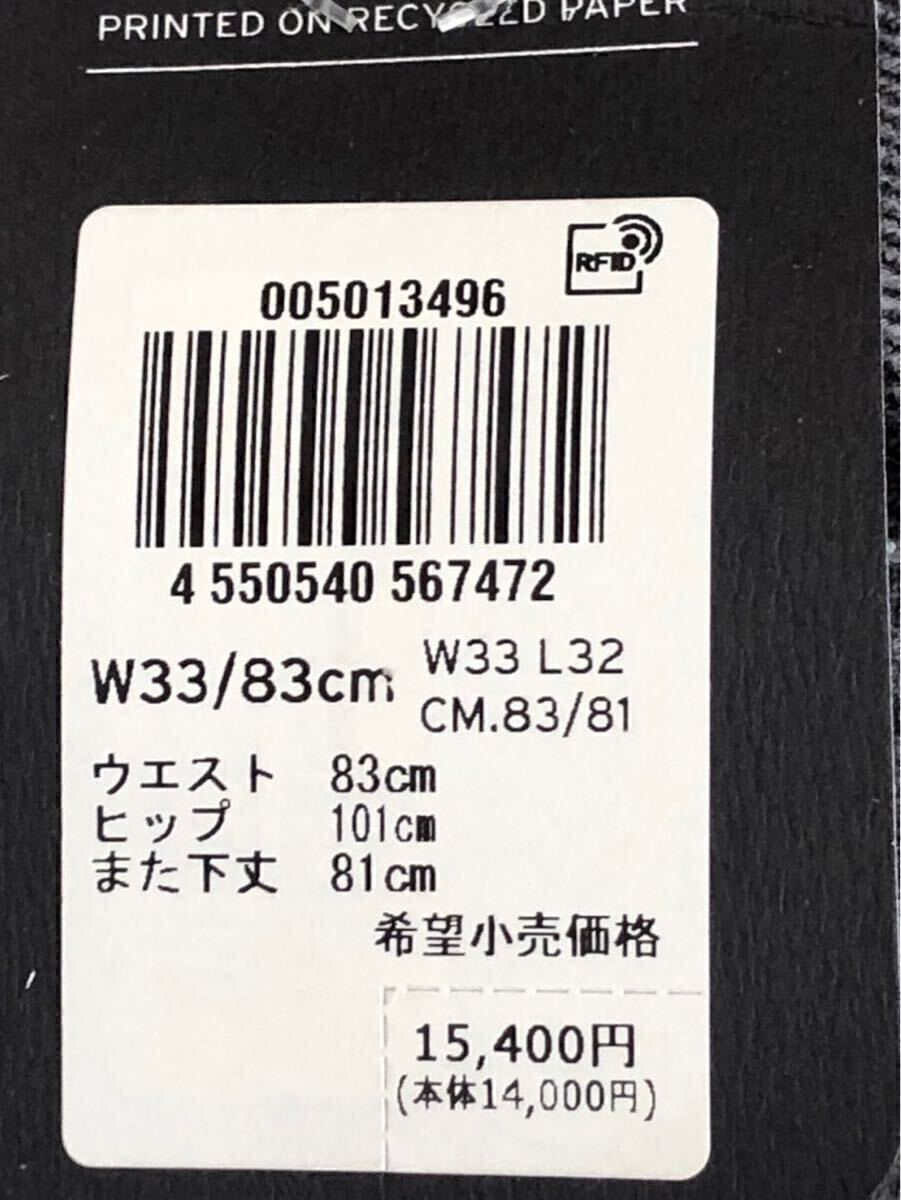 PRINTED ON RECYCLED PAPER
RFID
005013496
4 550540 567472
W33/83cm
W33 L32
CM.83/81
ウエスト 83cm
ヒップ 101cm
また下丈 81cm
希望小売価格
15,400円
(本体14,000円)